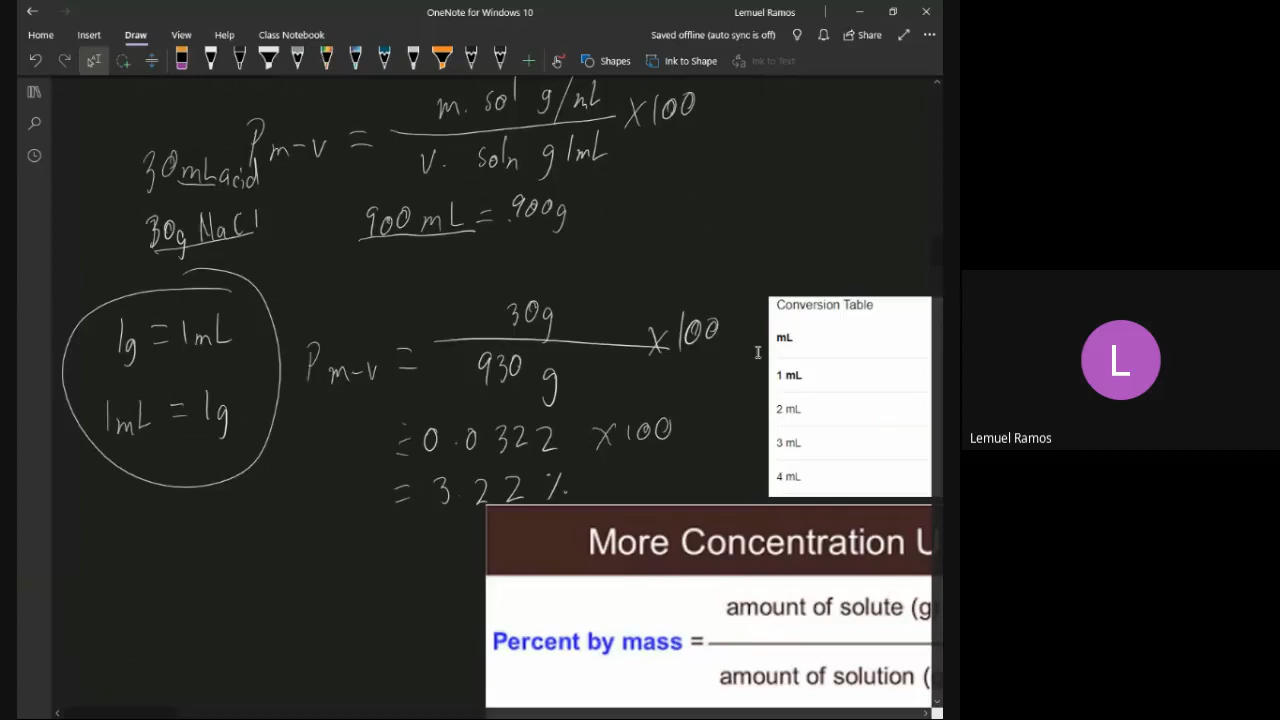 OneNote for Windows 10
Lemuel Ramos
Home Insert Draw View Help Class Notebook
Saved offline (auto sync is off)
Share
Shapes
Ink to Shape
Ink to Text
m. sol g/mL
Pm-v = ——— X100
v. soln g/mL
30mL acid
30g NaCl
900 mL = .900g
1g = 1mL
1mL = 1g
30g
Pm-v = ——— X100
930 g
= 0.0322 X100
= 3.22 %
Conversion Table
mL
1 mL
2 mL
3 mL
4 mL
More Concentration U
amount of solute (g
Percent by mass =
amount of solution (
L
Lemuel Ramos